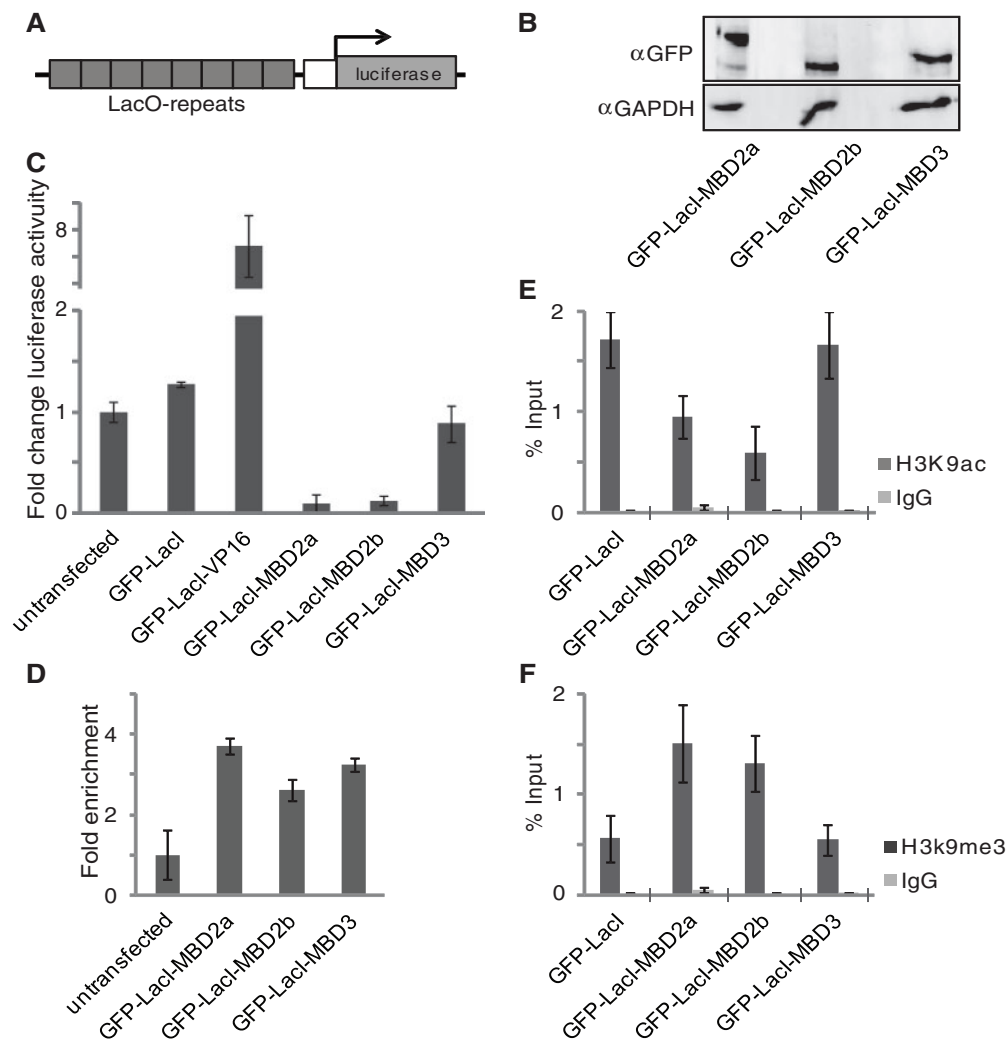 A
luciferase
LacO-repeats
B
αGFP
αGAPDH
GFP-LacI-MBD2a
GFP-LacI-MBD2b
GFP-LacI-MBD3
C
Fold change luciferase activuity
8
2
1
0
untransfected
GFP-LacI
GFP-LacI-VP16
GFP-LacI-MBD2a
GFP-LacI-MBD2b
GFP-LacI-MBD3
D
Fold enrichment
4
2
0
untransfected
GFP-LacI-MBD2a
GFP-LacI-MBD2b
GFP-LacI-MBD3
E
% Input
2
1
0
H3K9ac
IgG
GFP-LacI
GFP-LacI-MBD2a
GFP-LacI-MBD2b
GFP-LacI-MBD3
F
% Input
2
1
0
H3k9me3
IgG
GFP-LacI
GFP-LacI-MBD2a
GFP-LacI-MBD2b
GFP-LacI-MBD3